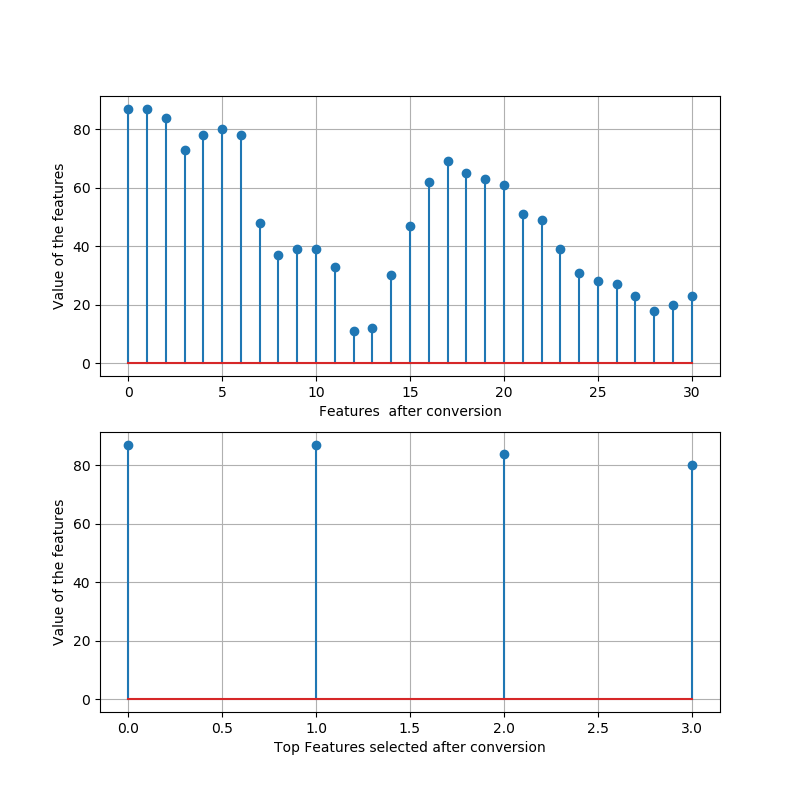 80
60
40
20
0
Value of the features
0 5 10 15 20 25 30
Features  after conversion
80
60
40
20
0
Value of the features
0.0 0.5 1.0 1.5 2.0 2.5 3.0
Top Features selected after conversion